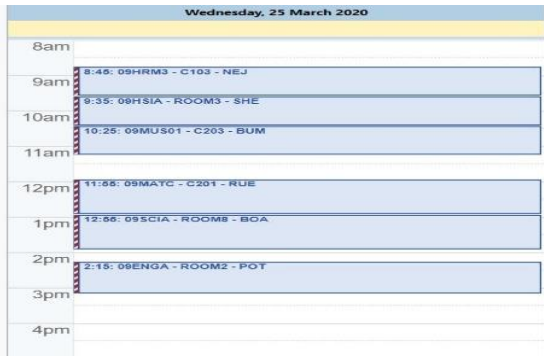 Wednesday, 25 March 2020
8am
8:45: 09HRM3 - C103 - NEJ
9am
9:35: 09HSIA - ROOM3 - SHE
10am
10:25: 09MUS01 - C203 - BUM
11am
11:55: 09MATC - C201 - RUE
12pm
12:55: 09SCIA - ROOM8 - BOA
1pm
2pm
2:15: 09ENGA - ROOM2 - POT
3pm
4pm